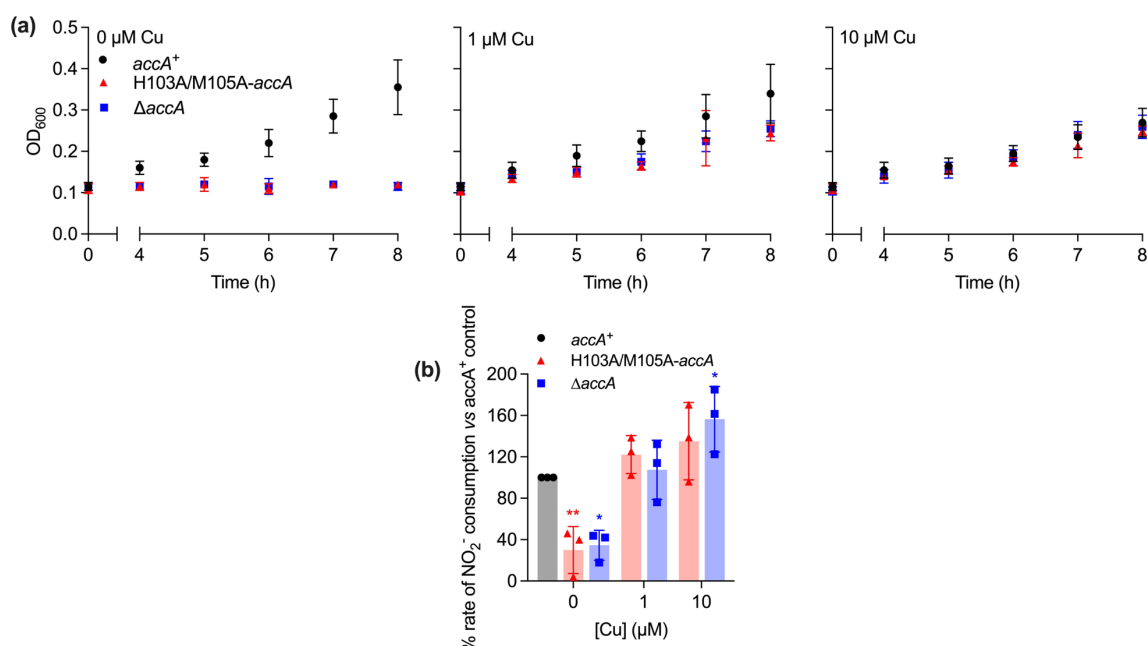 (a)
0 µM Cu
accA+
H103A/M105A-accA
ΔaccA
OD600
0.5
0.4
0.3
0.2
0.1
0.0
0 4 5 6 7 8
Time (h)
1 µM Cu
0 4 5 6 7 8
Time (h)
10 µM Cu
0 4 5 6 7 8
Time (h)
(b)
accA+
H103A/M105A-accA
ΔaccA
% rate of NO2- consumption vs accA+ control
200
160
120
80
40
0
**
*
*
0 1 10
[Cu] (µM)